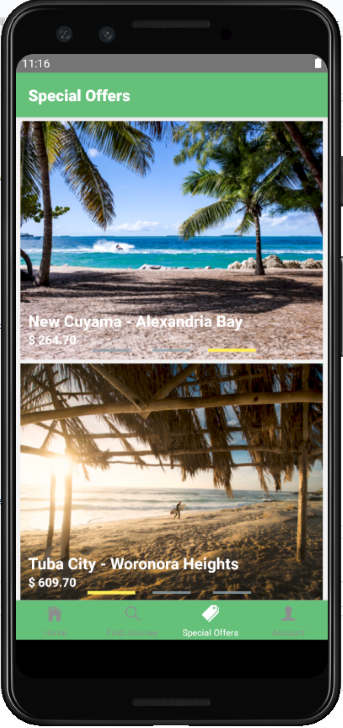 11:16
Special Offers
New Cuyama - Alexandria Bay
$ 264.70
Tuba City - Woronora Heights
$ 609.70
Home
Find Journey
Special Offers
Account